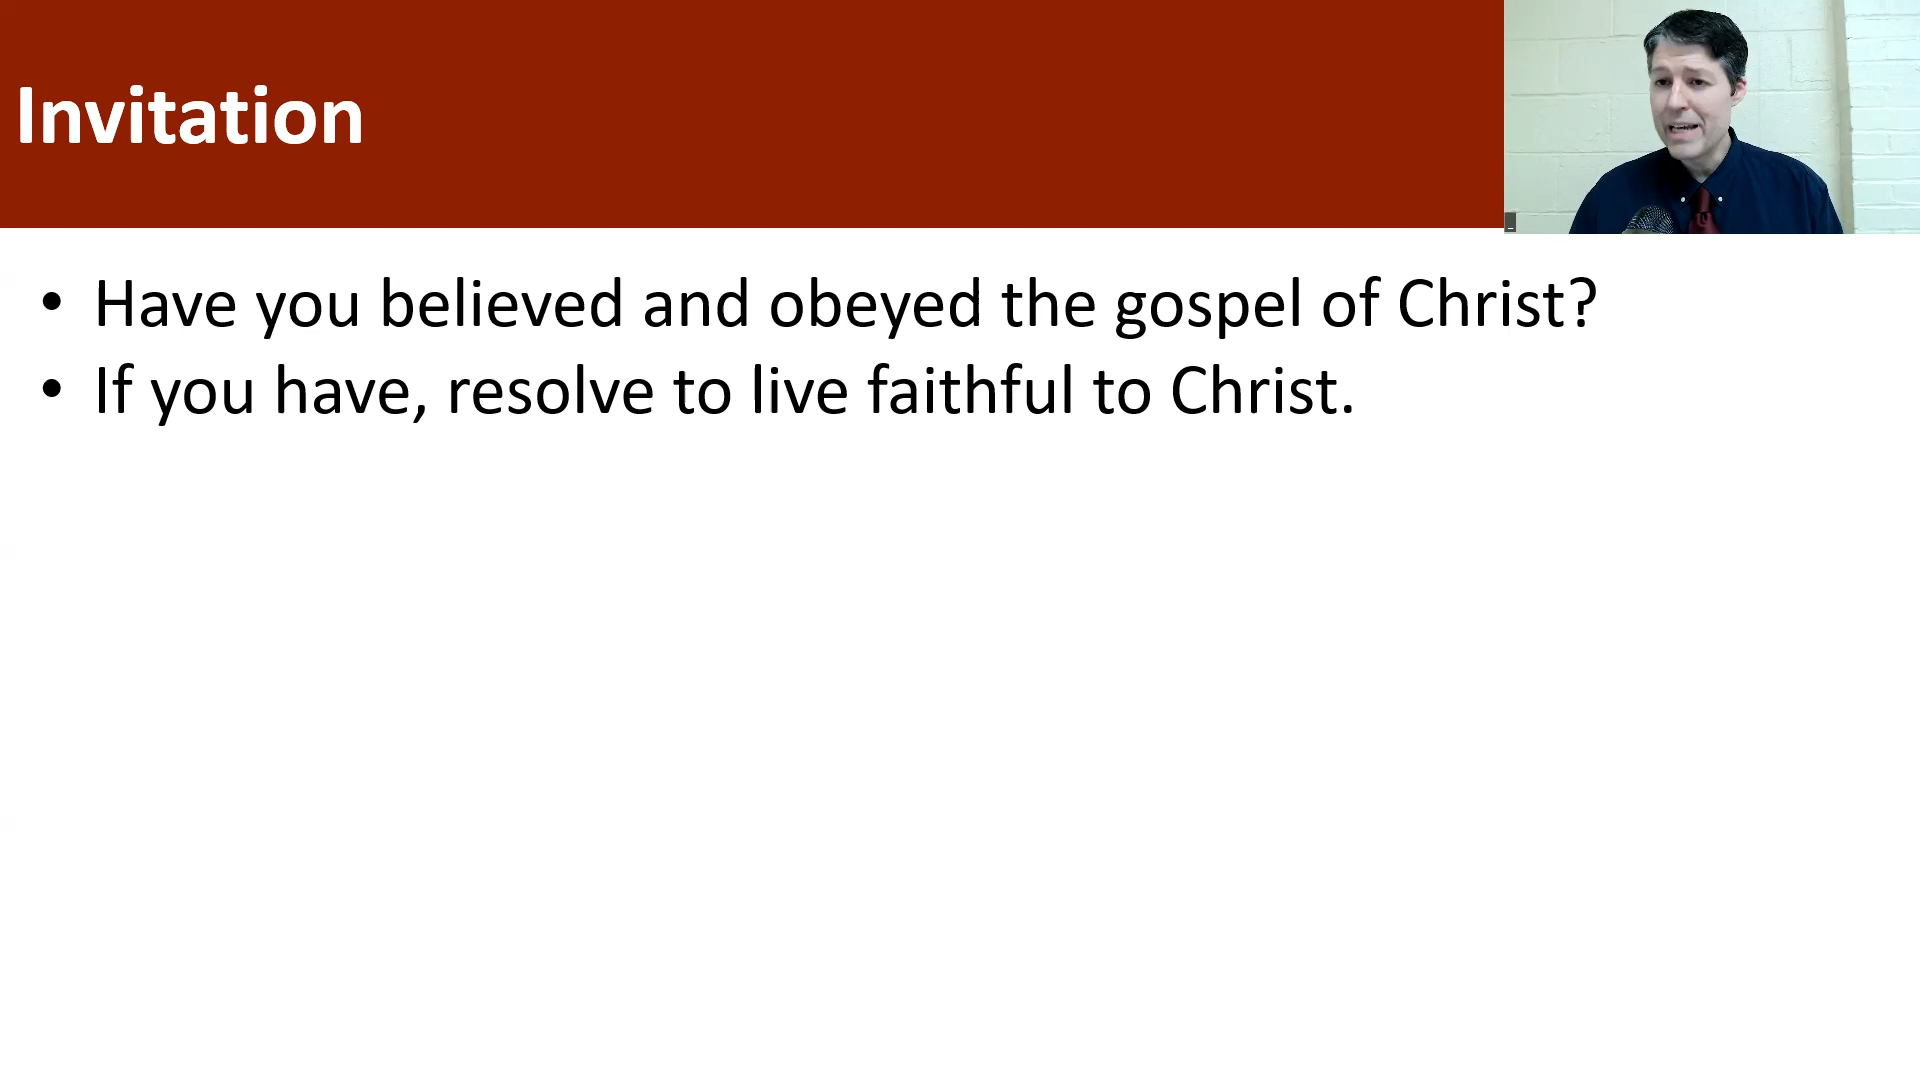 Invitation
• Have you believed and obeyed the gospel of Christ?
• If you have, resolve to live faithful to Christ.